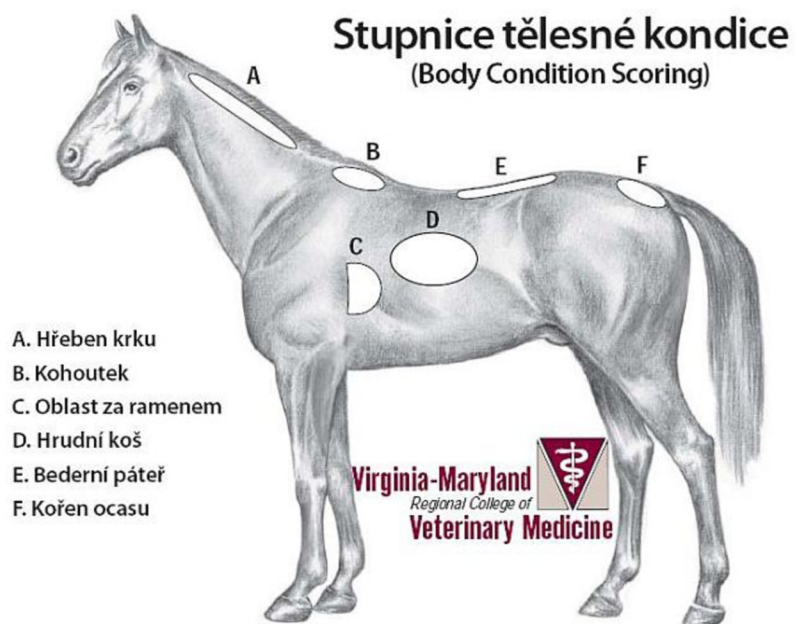 Stupnice tělesné kondice
(Body Condition Scoring)
A
B
E
F
D
C
A. Hřeben krku
B. Kohoutek
C. Oblast za ramenem
D. Hrudní koš
E. Bederní páteř
F. Kořen ocasu
Virginia-Maryland
Regional College of
Veterinary Medicine